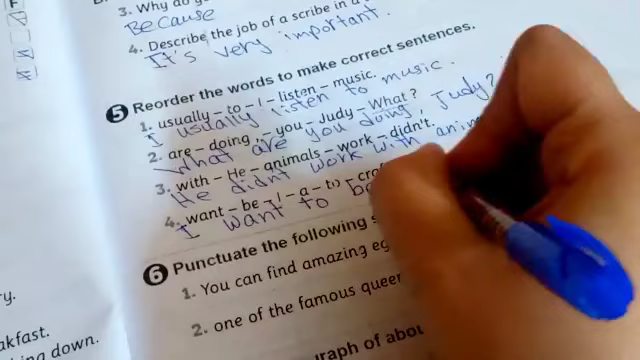 3. Why do
Because
4. Describe the job of a scribe in a
It's very important.
5 Reorder the words to make correct sentences.
1. usually – to – I – listen – music.
I usually listen to music.
2. are – doing – you – Judy – What?
What are you doing, Judy?
3. with – He – animals – work – didn't.
He didn't work with
4. want – be – I – a – to –
I want to
6 Punctuate the following
1. You can find amazing
2. one of the famous
akfast.
down.